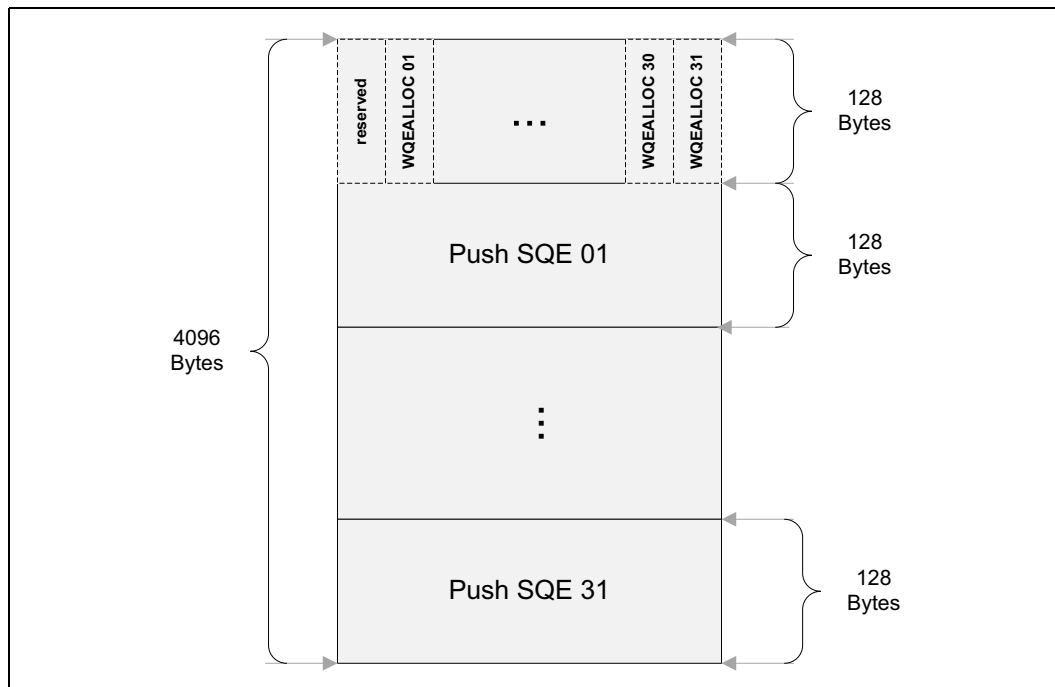 reserved
WQEALLOC 01
...
WQEALLOC 30
WQEALLOC 31
128
Bytes
Push SQE 01
128
Bytes
4096
Bytes
...
Push SQE 31
128
Bytes